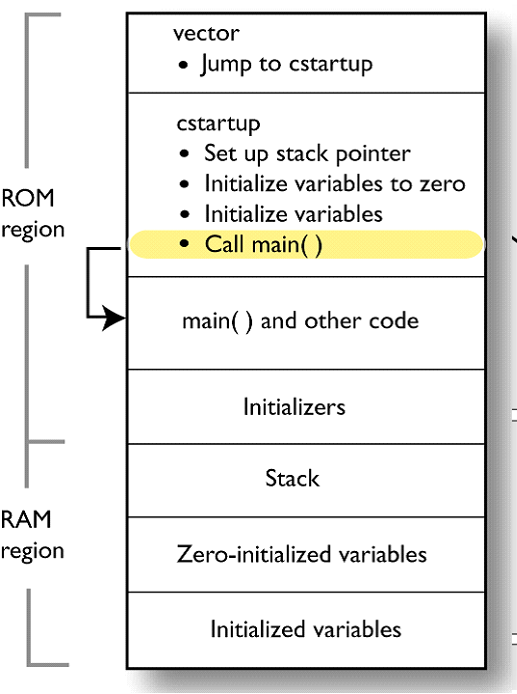 vector
• Jump to cstartup
cstartup
• Set up stack pointer
• Initialize variables to zero
• Initialize variables
• Call main( )
ROM
region
main( ) and other code
Initializers
Stack
RAM
region
Zero-initialized variables
Initialized variables